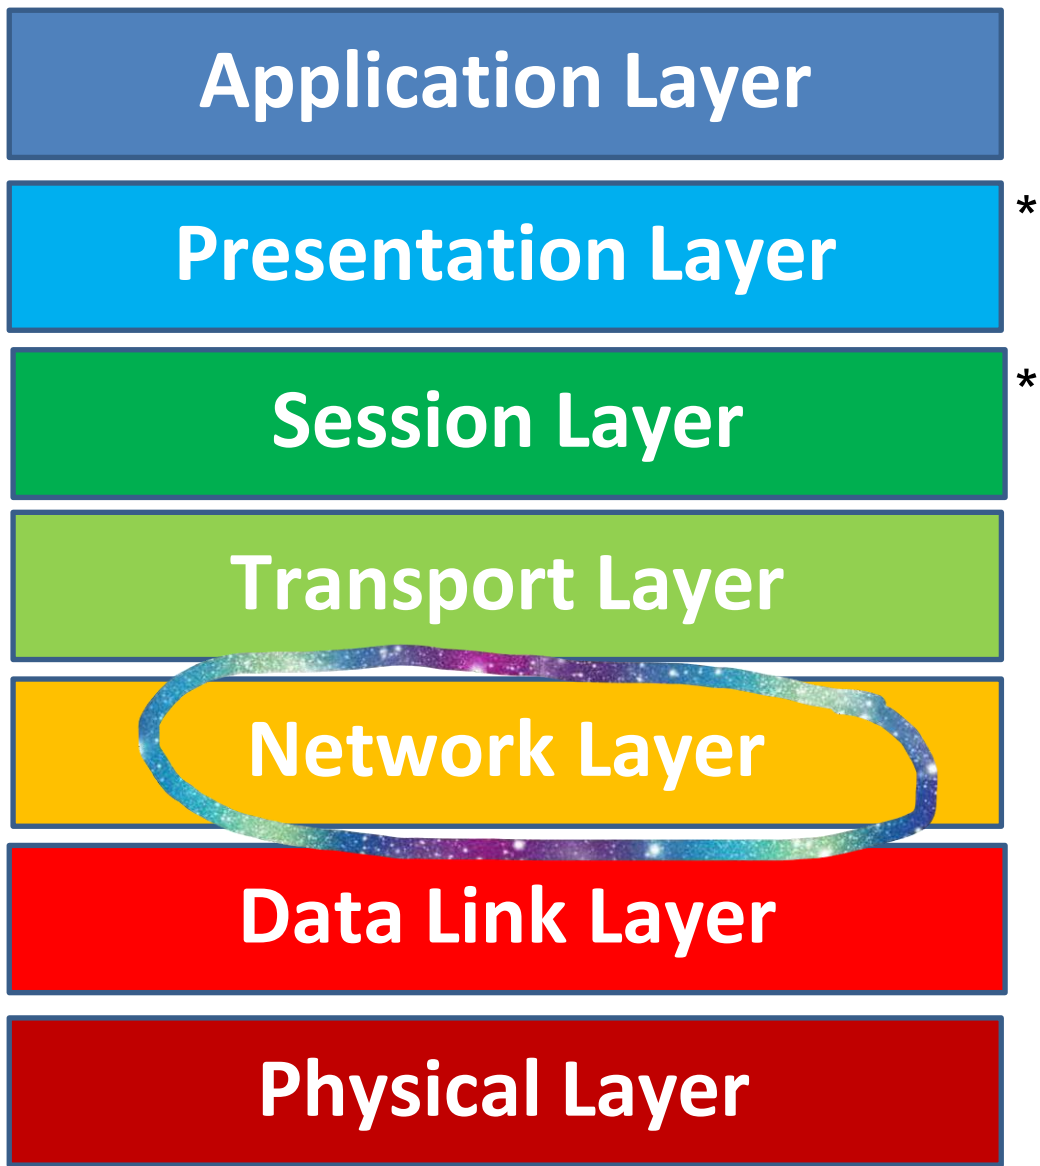 Application Layer
Presentation Layer *
Session Layer *
Transport Layer
Network Layer
Data Link Layer
Physical Layer